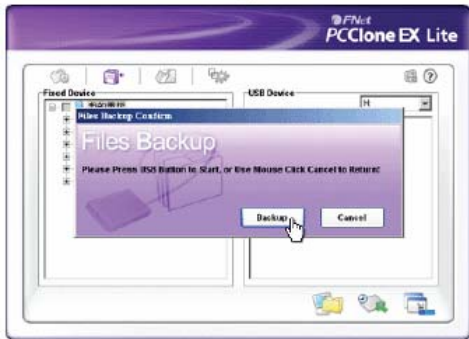 FNet
PCClone EX Lite
Fixed Device
USB Device
H
Files Backup Confirm
Files Backup
Please Press USB Button to Start, or Use Mouse Click Cancel to Return!
Backup
Cancel